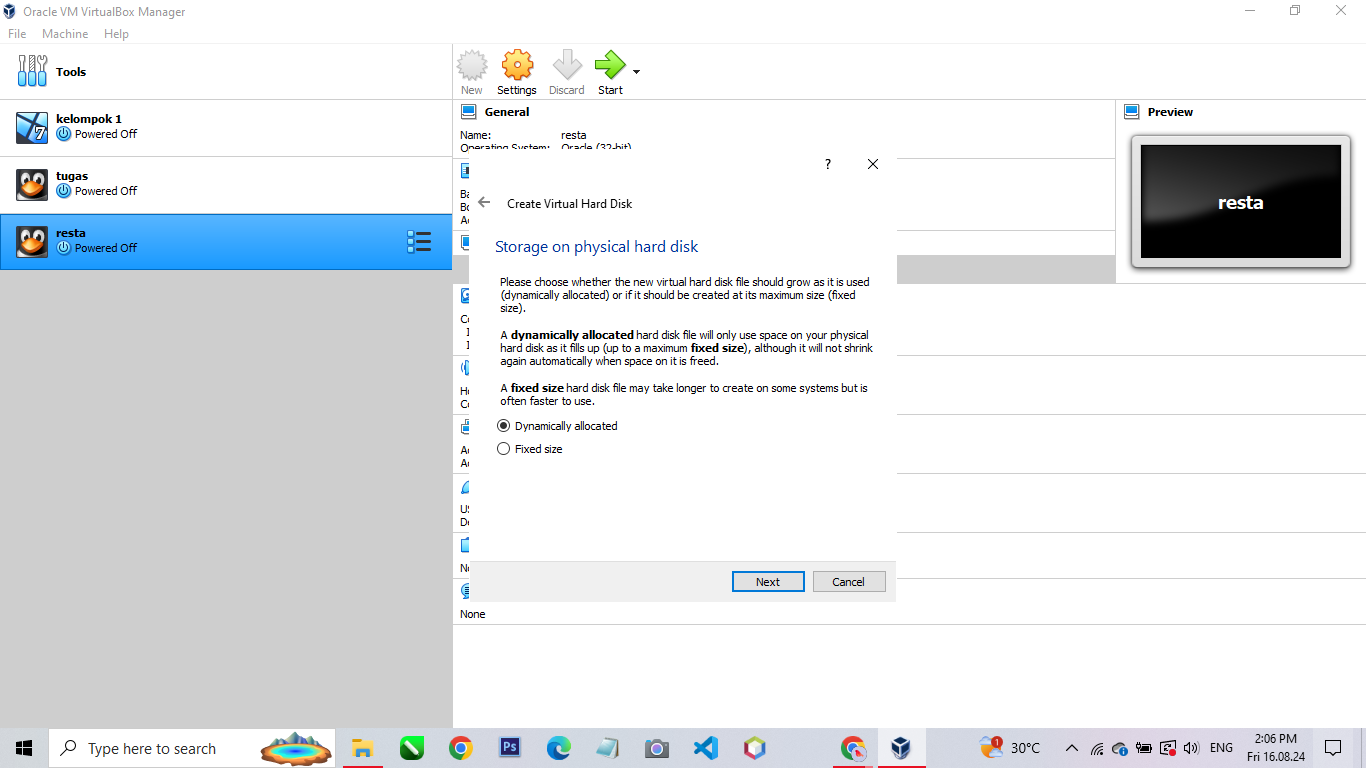 Oracle VM VirtualBox Manager
File Machine Help
Tools
kelompok 1
Powered Off
tugas
Powered Off
resta
Powered Off
New Settings Discard Start
General
Name: resta
Operating System: Oracle (32-bit)
Preview
resta
?
Create Virtual Hard Disk
Storage on physical hard disk
Please choose whether the new virtual hard disk file should grow as it is used
(dynamically allocated) or if it should be created at its maximum size (fixed
size).
A dynamically allocated hard disk file will only use space on your physical
hard disk as it fills up (up to a maximum fixed size), although it will not shrink
again automatically when space on it is freed.
A fixed size hard disk file may take longer to create on some systems but is
often faster to use.
Dynamically allocated
Fixed size
Next Cancel
None
Type here to search
Ps
1
30°C
ENG
2:06 PM
Fri 16.08.24